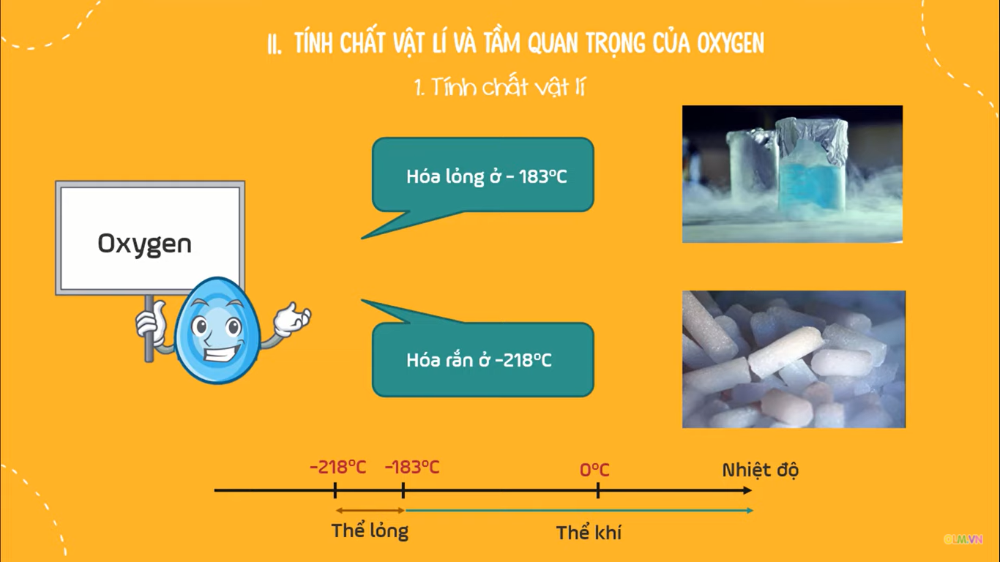 II. TÍNH CHẤT VẬT LÍ VÀ TẦM QUAN TRỌNG CỦA OXYGEN
1. Tính chất vật lí
Hóa lỏng ở - 183°C
Oxygen
Hóa rắn ở -218°C
-218°C -183°C 0°C Nhiệt độ
Thể lỏng Thể khí
OLM.VN